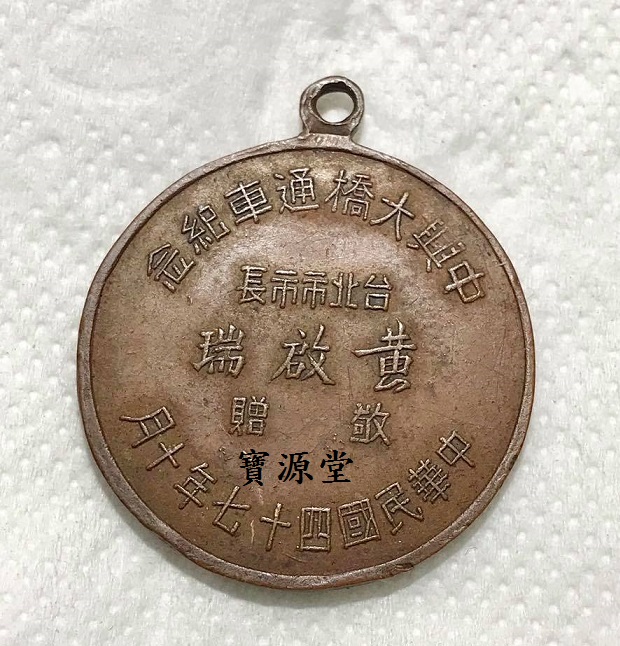 中興大橋通車紀念
台北市市長
黃啟瑞
敬贈
寶源堂
中華民國四十七年十月